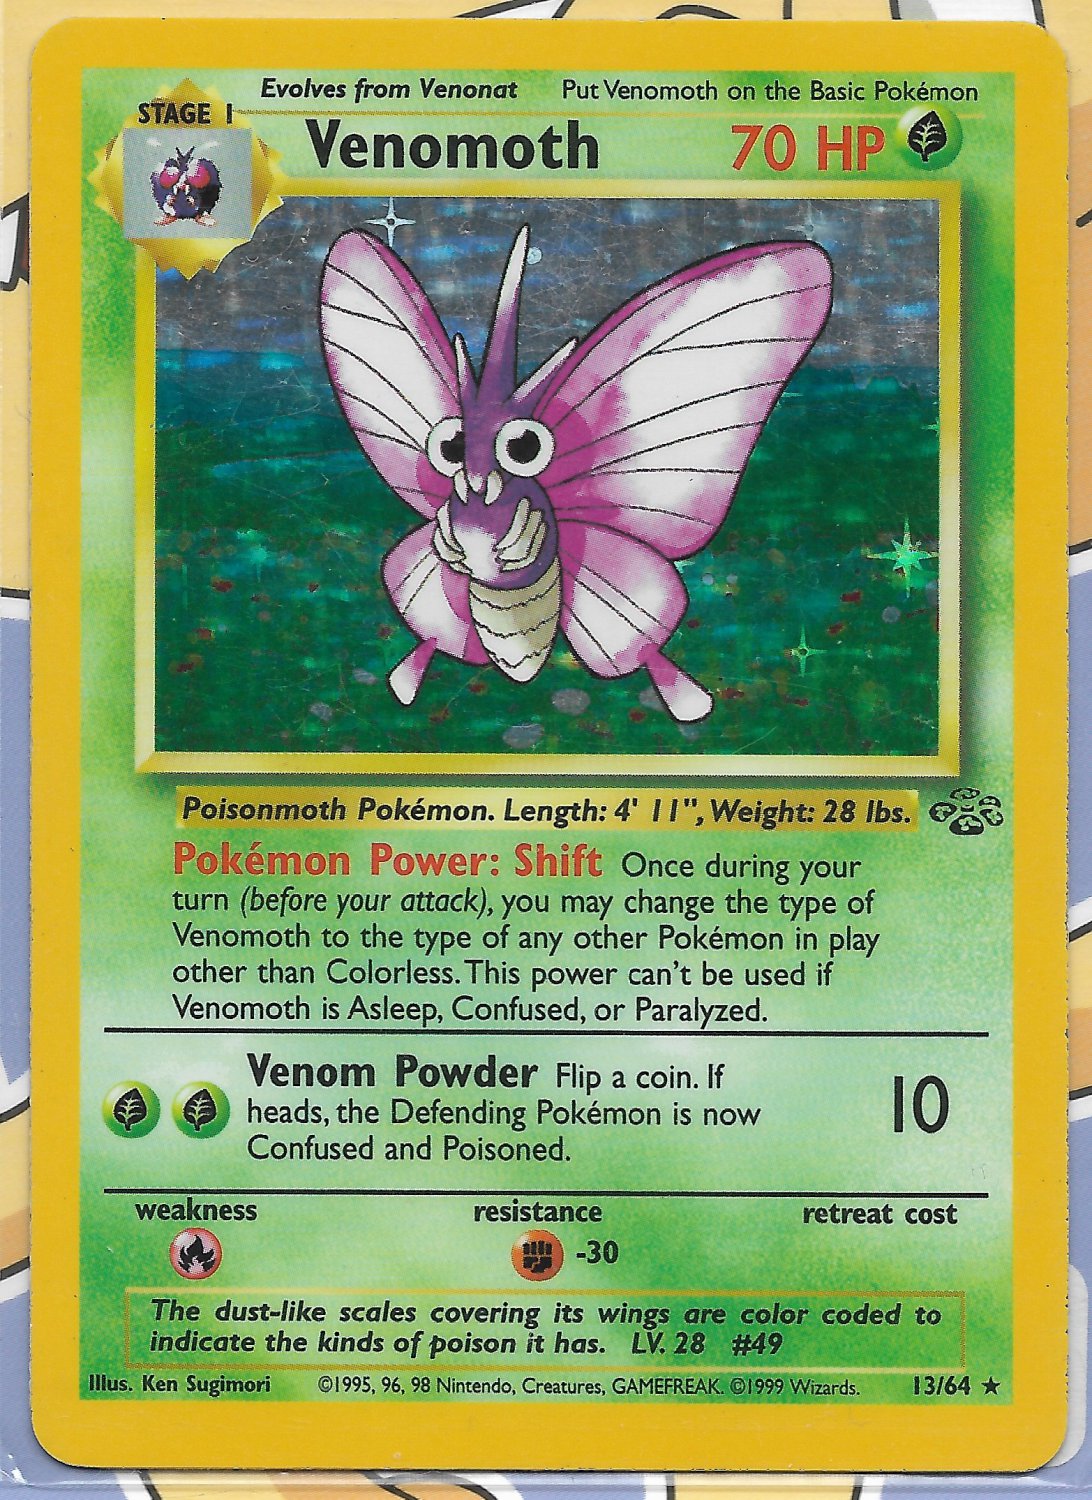 Evolves from Venonat Put Venomoth on the Basic Pokémon
STAGE 1
Venomoth 70 HP
Poisonmoth Pokémon. Length: 4' 11", Weight: 28 lbs.
Pokémon Power: Shift Once during your
turn (before your attack), you may change the type of
Venomoth to the type of any other Pokémon in play
other than Colorless. This power can't be used if
Venomoth is Asleep, Confused, or Paralyzed.
Venom Powder Flip a coin. If
heads, the Defending Pokémon is now
Confused and Poisoned.
10
weakness resistance retreat cost
-30
The dust-like scales covering its wings are color coded to
indicate the kinds of poison it has. LV. 28 #49
Illus. Ken Sugimori ©1995, 96, 98 Nintendo, Creatures, GAMEFREAK. ©1999 Wizards. 13/64 ★